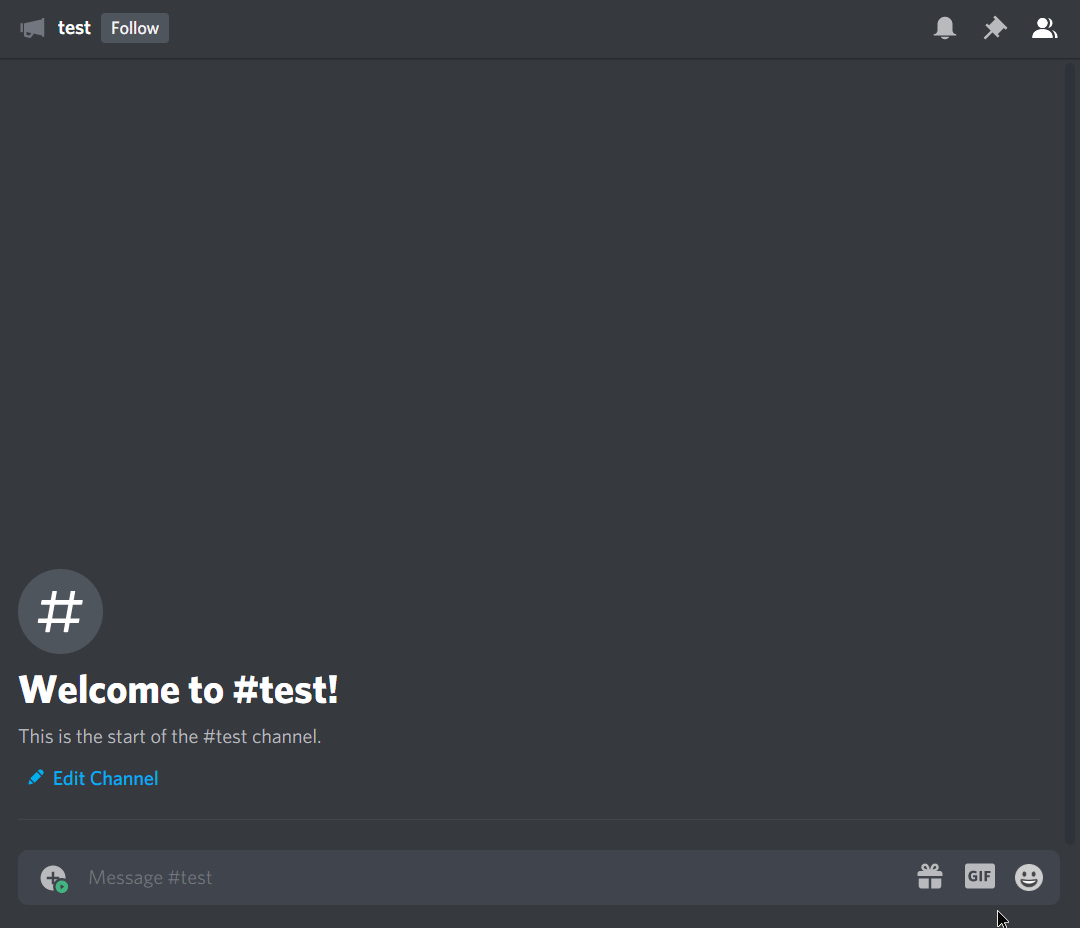 test Follow
#
Welcome to #test!
This is the start of the #test channel.
Edit Channel
Message #test GIF